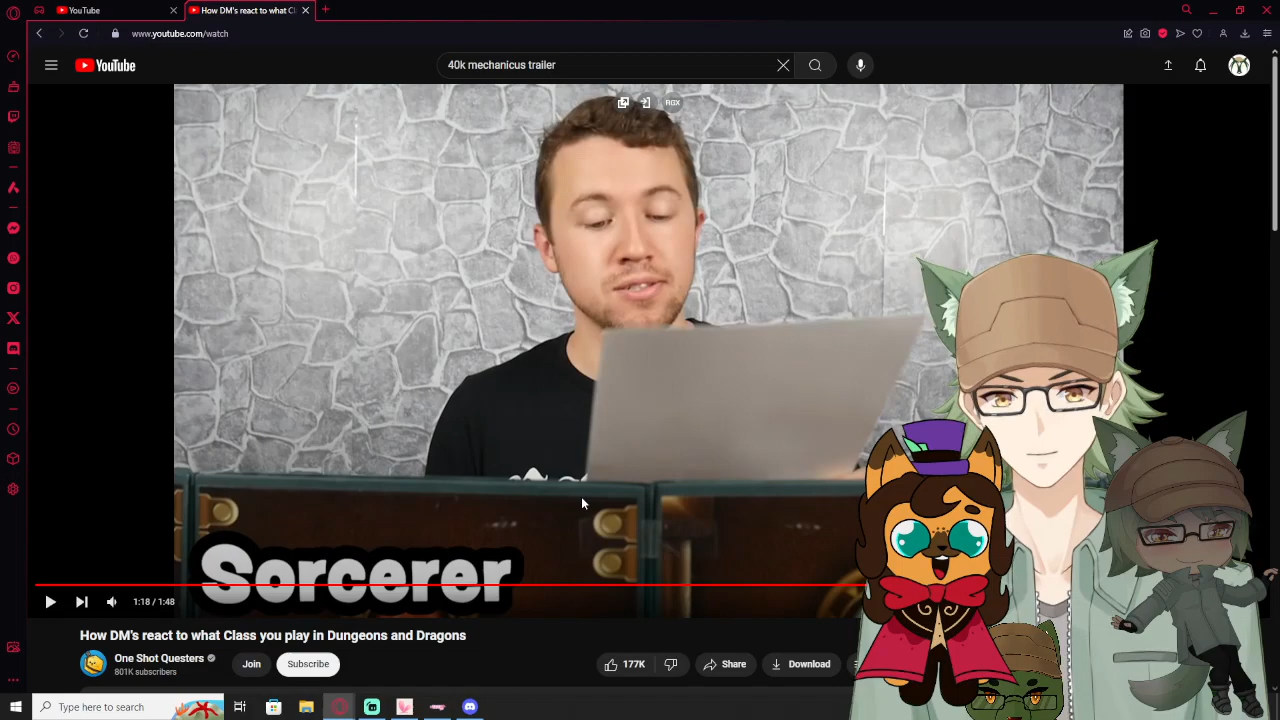 YouTube
How DM's react to what C
www.youtube.com/watch
YouTube
40k mechanicus trailer
RGX
Sorcerer
1:18 / 1:48
How DM's react to what Class you play in Dungeons and Dragons
One Shot Questers
801K subscribers
Join
Subscribe
177K
Share
Download
Type here to search